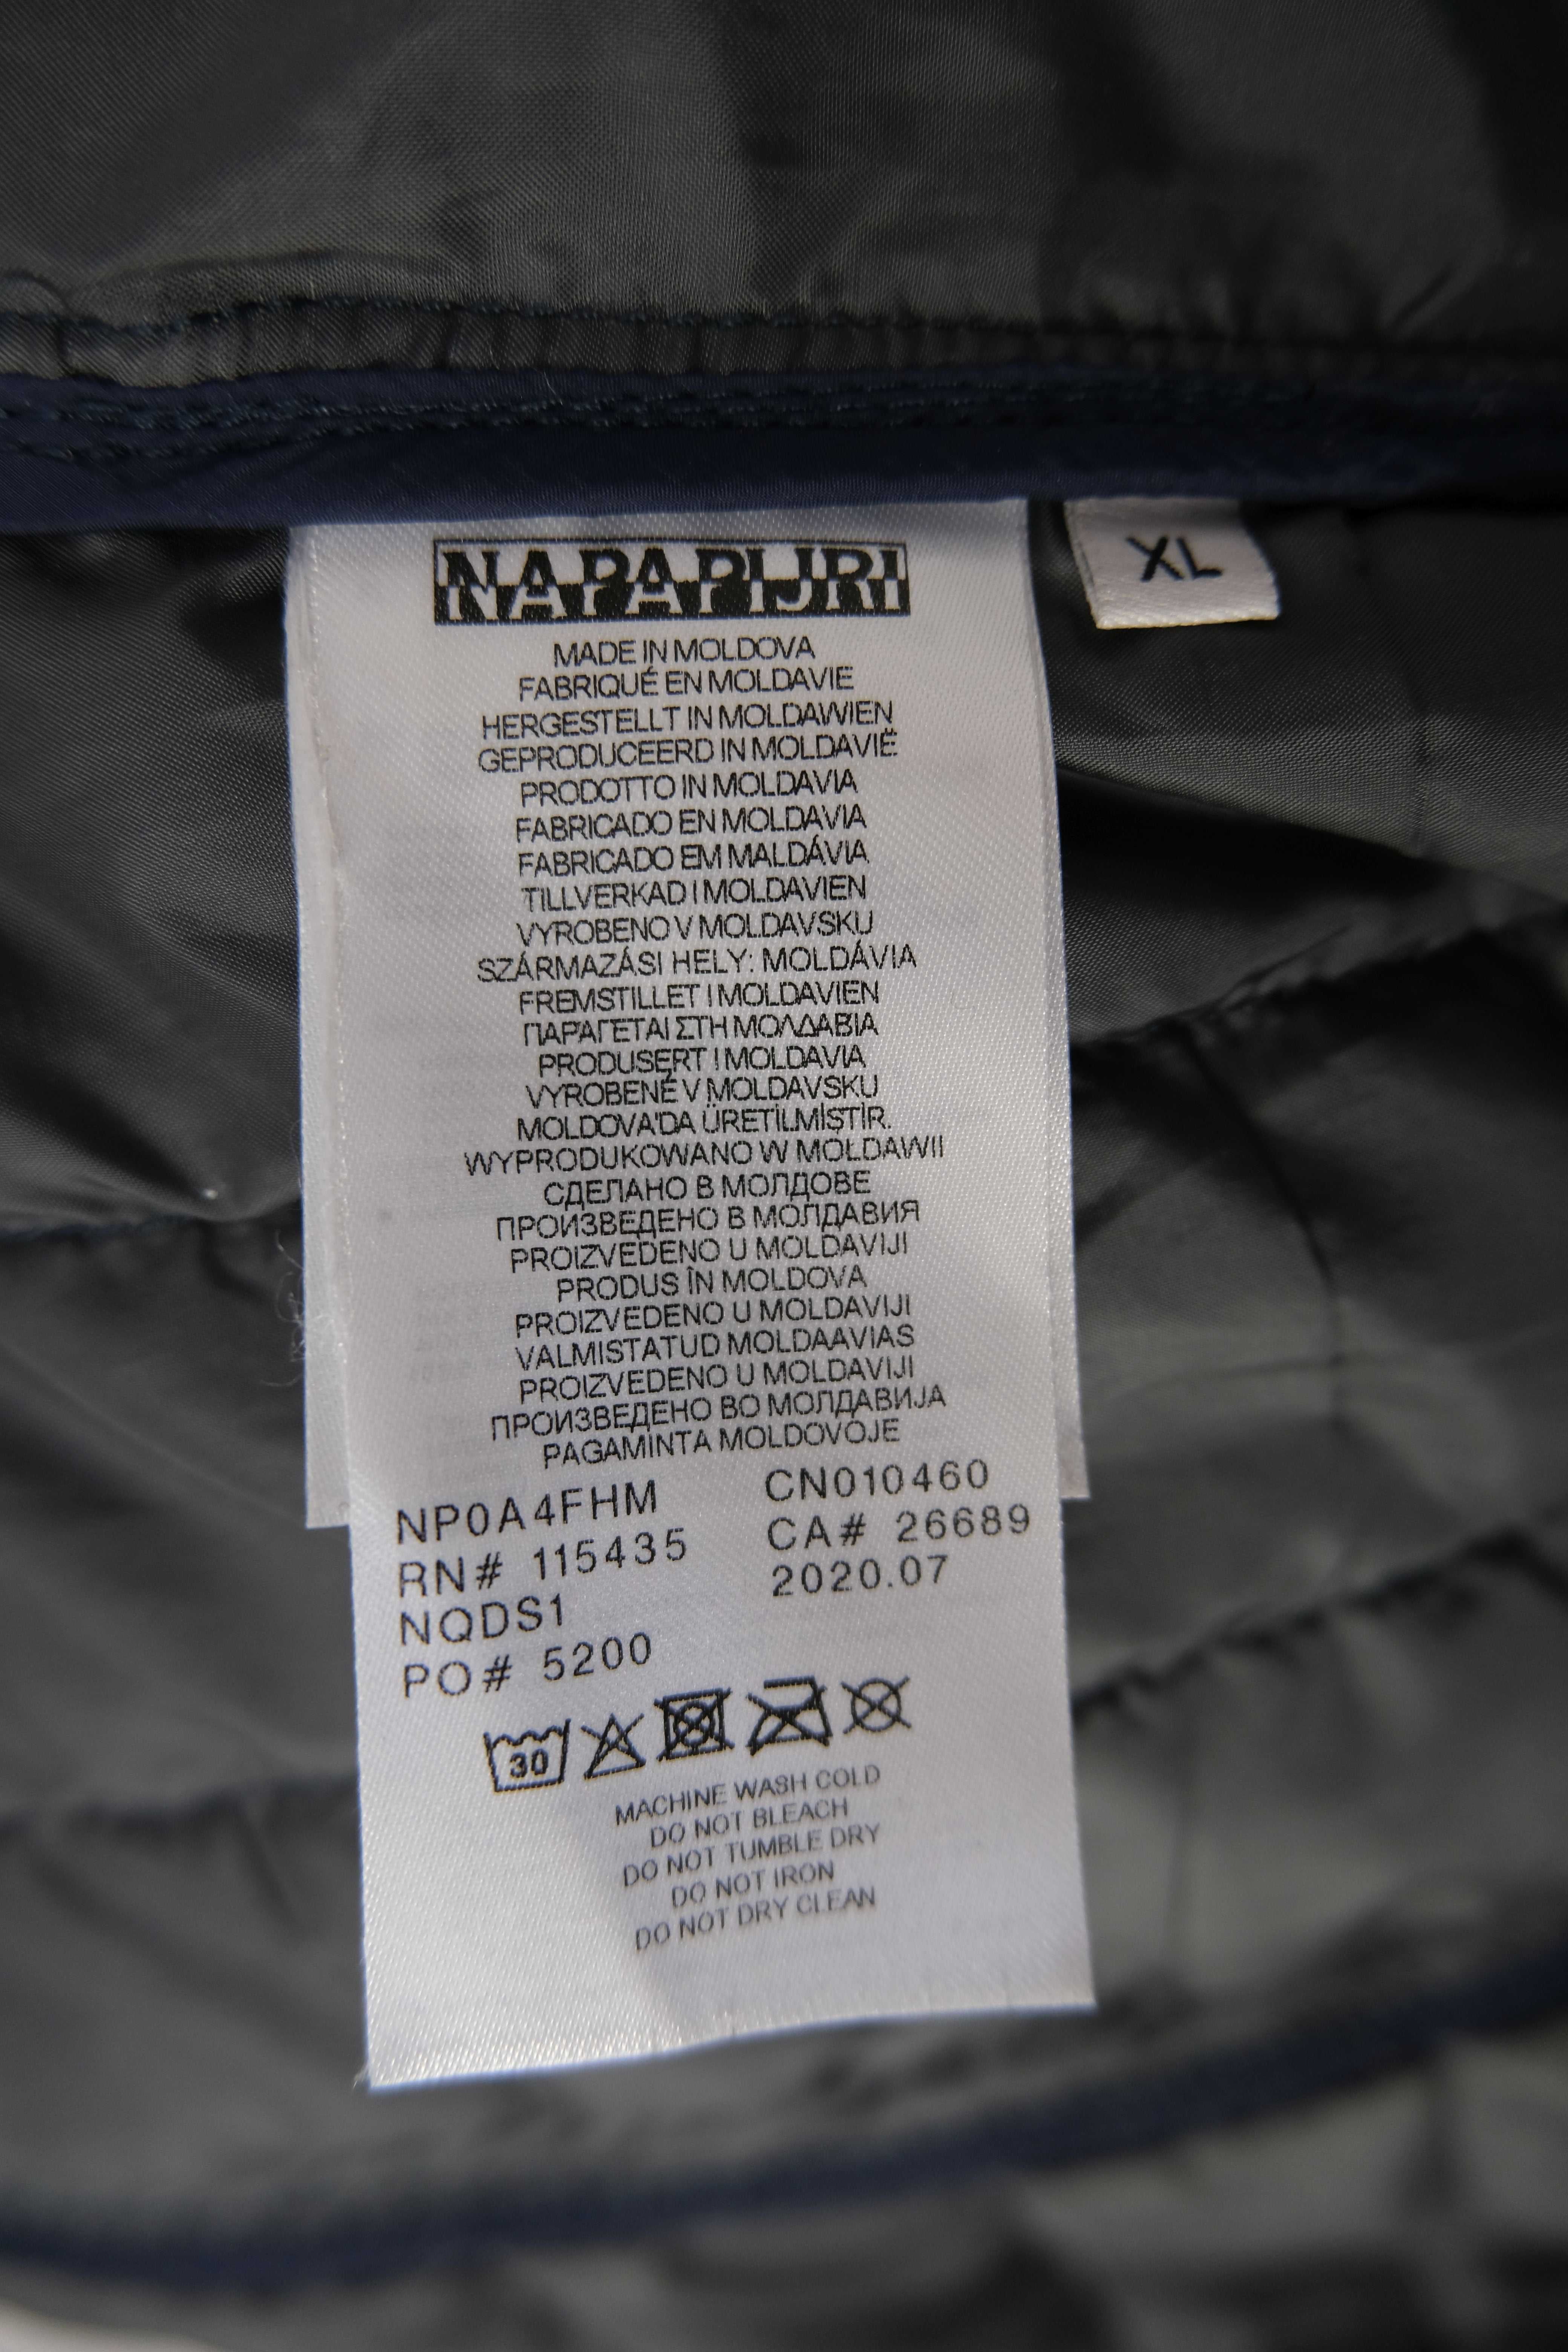 NAPAPIJRI
XL
MADE IN MOLDOVA
FABRIQUÉ EN MOLDAVIE
HERGESTELLT IN MOLDAWIEN
GEPRODUCEERD IN MOLDAVIË
PRODOTTO IN MOLDAVIA
FABRICADO EN MOLDAVIA
FABRICADO EM MALDÁVIA
TILLVERKAD I MOLDAVIEN
VYROBENO V MOLDAVSKU
SZÁRMAZÁSI HELY: MOLDÁVIA
FREMSTILLET I MOLDAVIEN
ΠΑΡΑΓΕΤΑΙ ΣΤΗ ΜΟΛΔΑΒΙΑ
PRODUSERT I MOLDAVIA
VYROBENÉ V MOLDAVSKU
MOLDOVA'DA ÜRETİLMİŞTİR.
WYPRODUKOWANO W MOŁDAWII
СДЕЛАНО В МОЛДОВЕ
ПРОИЗВЕДЕНО В МОЛДАВИЯ
PROIZVEDENO U MOLDAVIJI
PRODUS ÎN MOLDOVA
PROIZVEDENO U MOLDAVIJI
VALMISTATUD MOLDAAVIAS
PROIZVEDENO U MOLDAVIJI
ПРОИЗВЕДЕНО ВО МОЛДАВИЈА
PAGAMINTA MOLDOVOJE
NP0A4FHM CN010460
RN# 115435 CA# 26689
NQDS1 2020.07
PO# 5200
30
MACHINE WASH COLD
DO NOT BLEACH
DO NOT TUMBLE DRY
DO NOT IRON
DO NOT DRY CLEAN